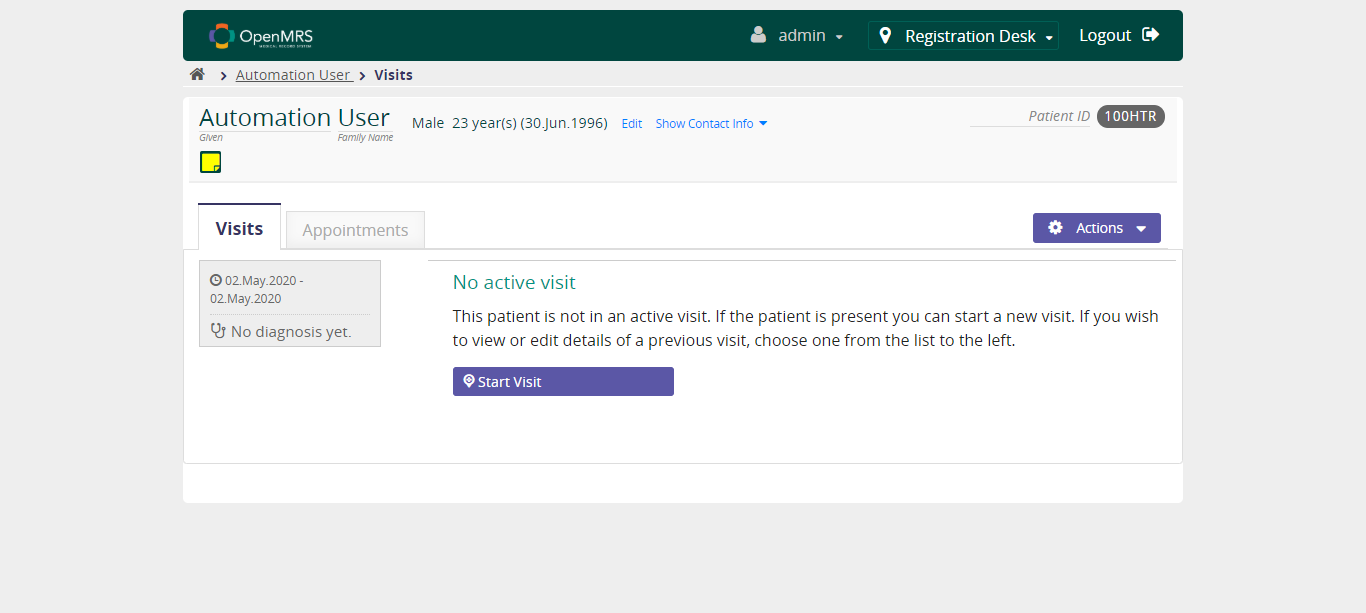 OpenMRS
MEDICAL RECORD SYSTEM
admin
Registration Desk
Logout
Automation User
Visits
Automation User
Given
Family Name
Male 23 year(s) (30.Jun.1996)
Edit
Show Contact Info
Patient ID
100HTR
Visits
Appointments
Actions
02.May.2020 -
02.May.2020
No diagnosis yet.
No active visit
This patient is not in an active visit. If the patient is present you can start a new visit. If you wish
to view or edit details of a previous visit, choose one from the list to the left.
Start Visit